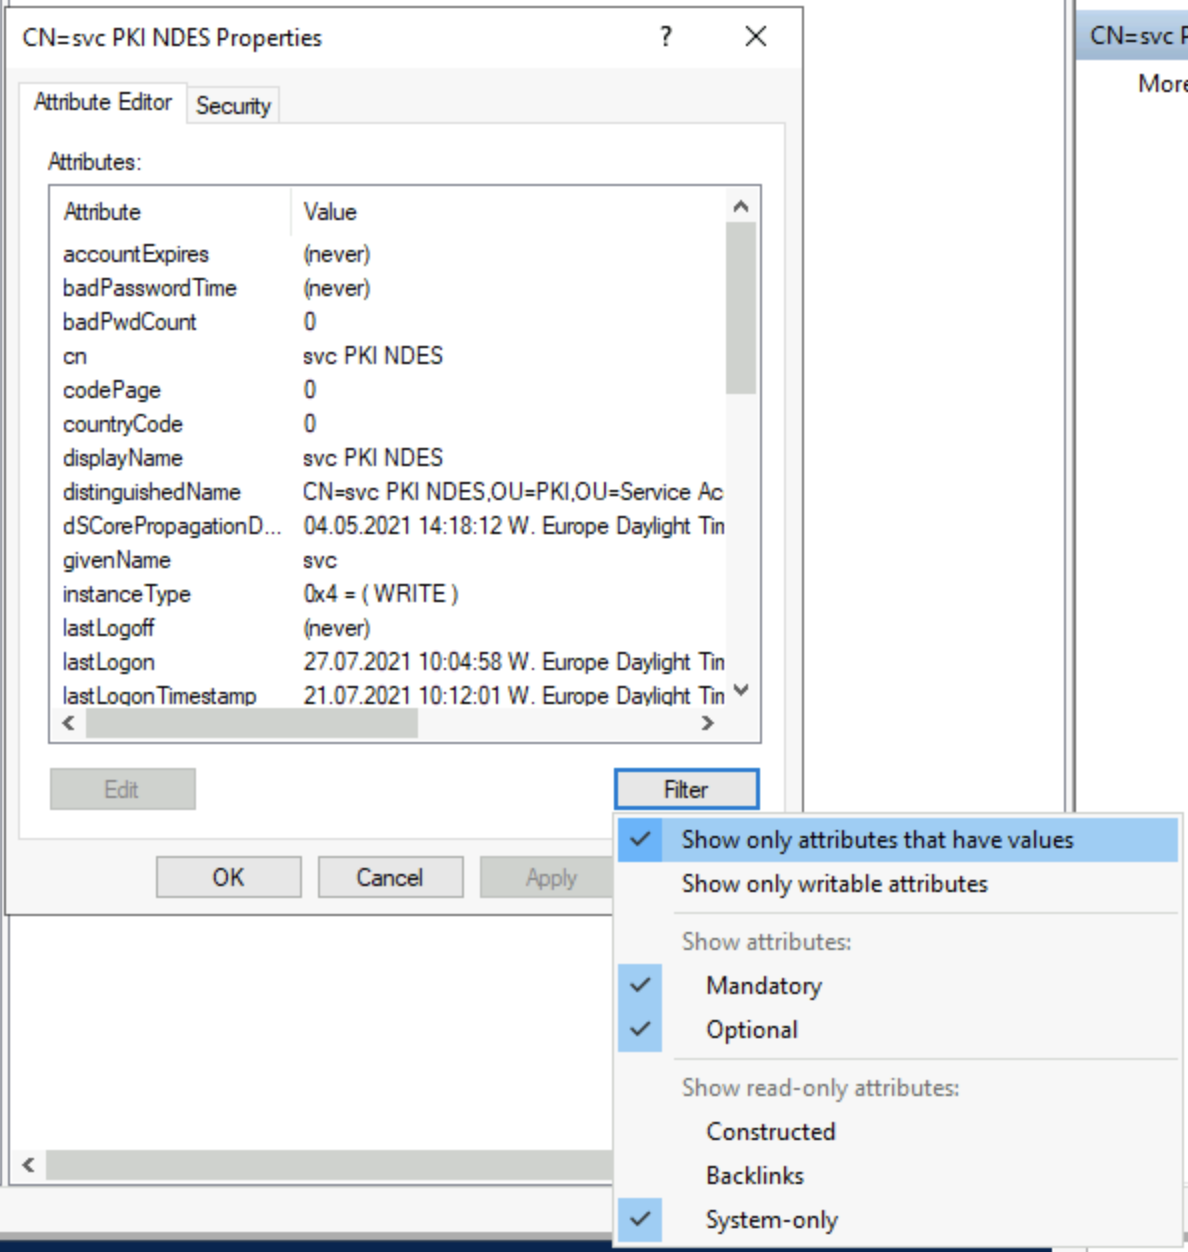 CN=svc PKI NDES Properties ? CN=svc
More
Attribute Editor Security
Attributes:
Attribute Value
accountExpires (never)
badPasswordTime (never)
badPwdCount 0
cn svc PKI NDES
codePage 0
countryCode 0
displayName svc PKI NDES
distinguishedName CN=svc PKI NDES,OU=PKI,OU=Service Ac
dSCorePropagationD... 04.05.2021 14:18:12 W. Europe Daylight Tim
givenName svc
instanceType 0x4 = ( WRITE )
lastLogoff (never)
lastLogon 27.07.2021 10:04:58 W. Europe Daylight Tim
lastLogonTimestamp 21.07.2021 10:12:01 W. Europe Daylight Tim
Edit Filter
OK Cancel Apply
Show only attributes that have values
Show only writable attributes
Show attributes:
Mandatory
Optional
Show read-only attributes:
Constructed
Backlinks
System-only